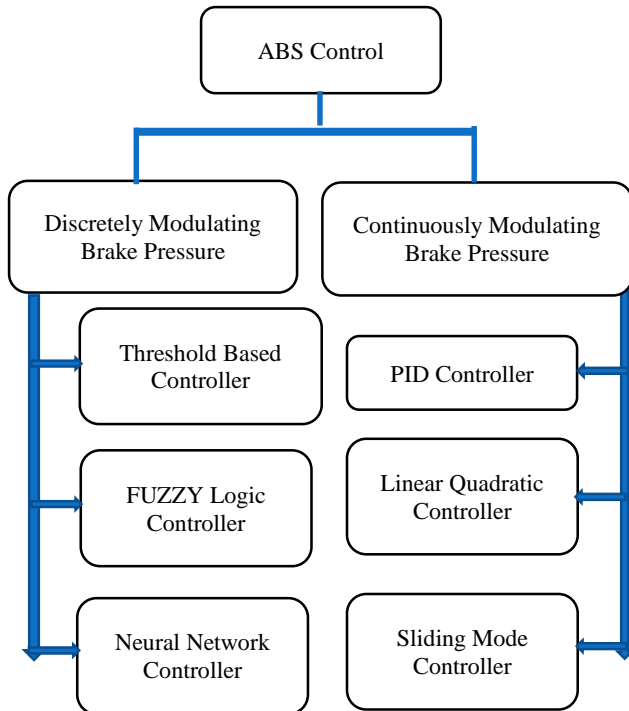 ABS Control
Discretely Modulating
Brake Pressure
Continuously Modulating
Brake Pressure
Threshold Based
Controller
PID Controller
FUZZY Logic
Controller
Linear Quadratic
Controller
Neural Network
Controller
Sliding Mode
Controller